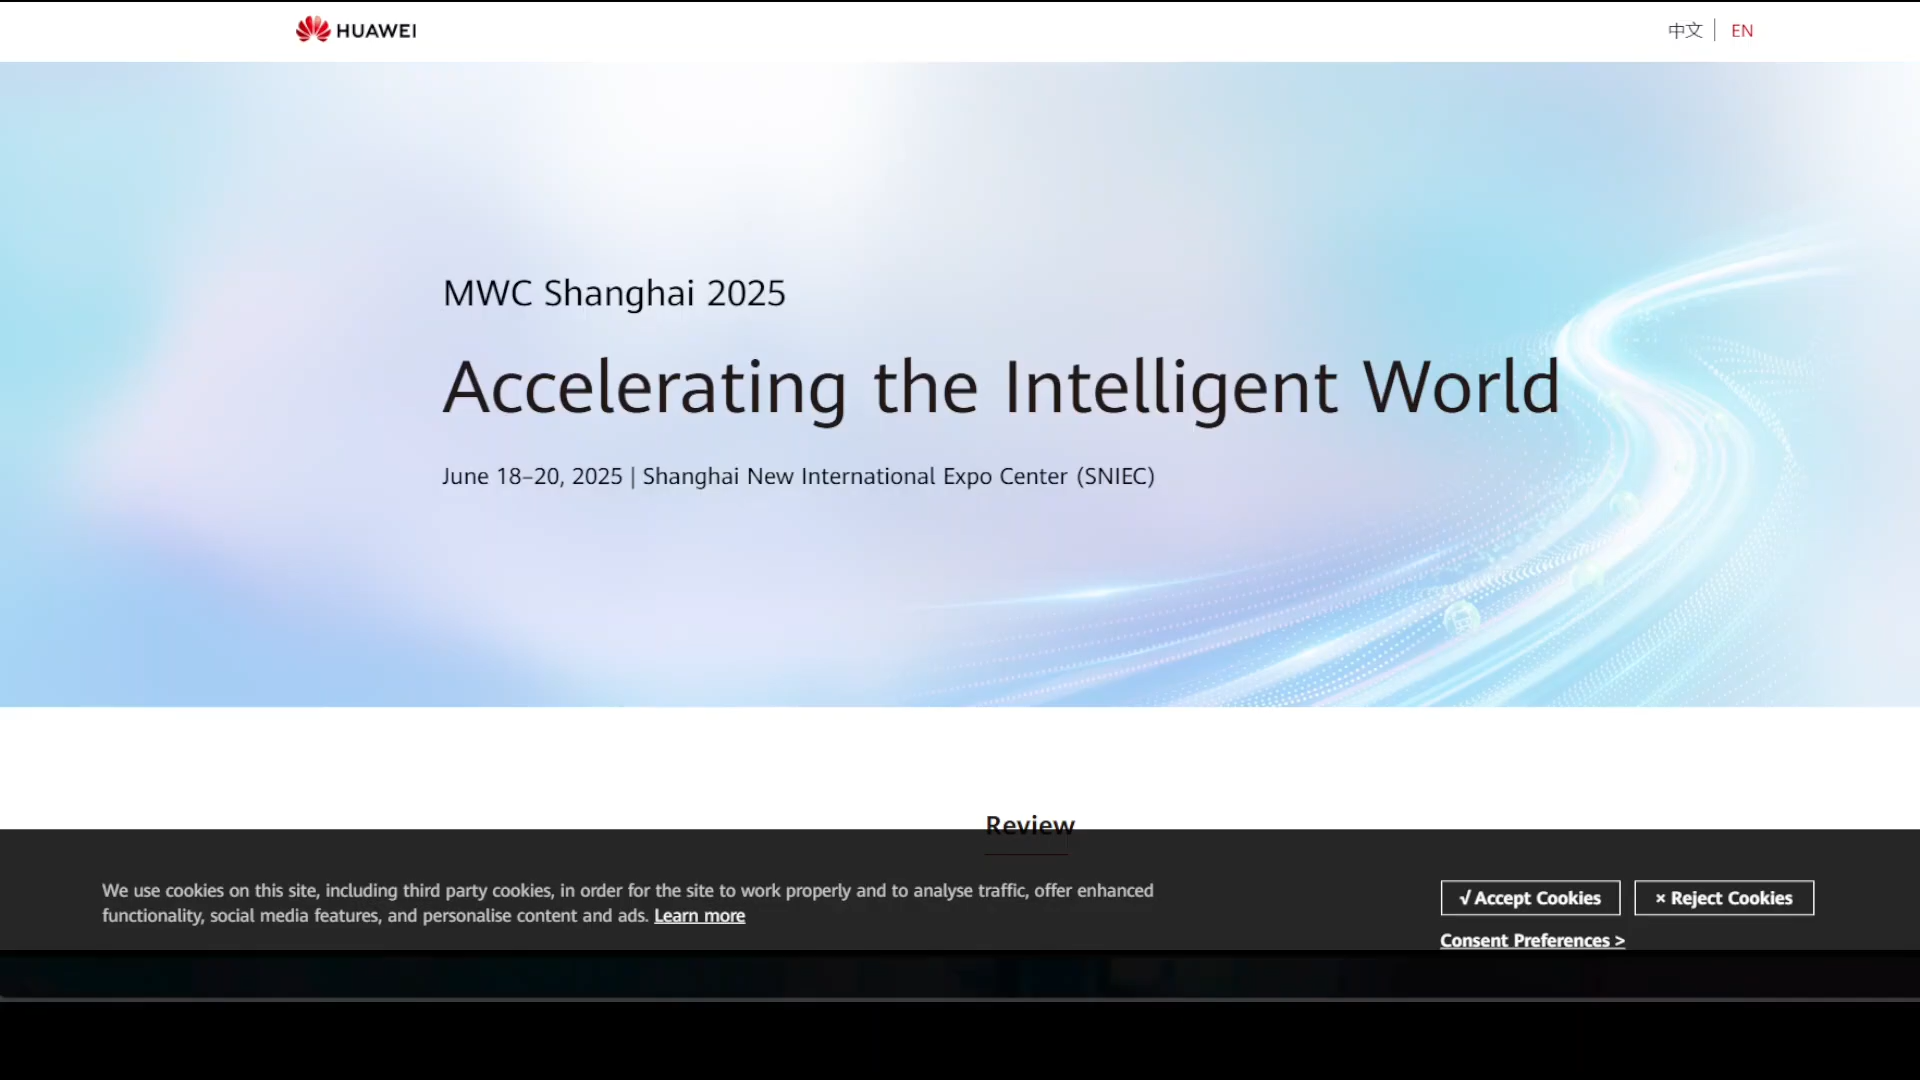 HUAWEI
中文 | EN
MWC Shanghai 2025
Accelerating the Intelligent World
June 18–20, 2025 | Shanghai New International Expo Center (SNIEC)
Review
We use cookies on this site, including third party cookies, in order for the site to work properly and to analyse traffic, offer enhanced
functionality, social media features, and personalise content and ads. Learn more
√ Accept Cookies
× Reject Cookies
Consent Preferences >